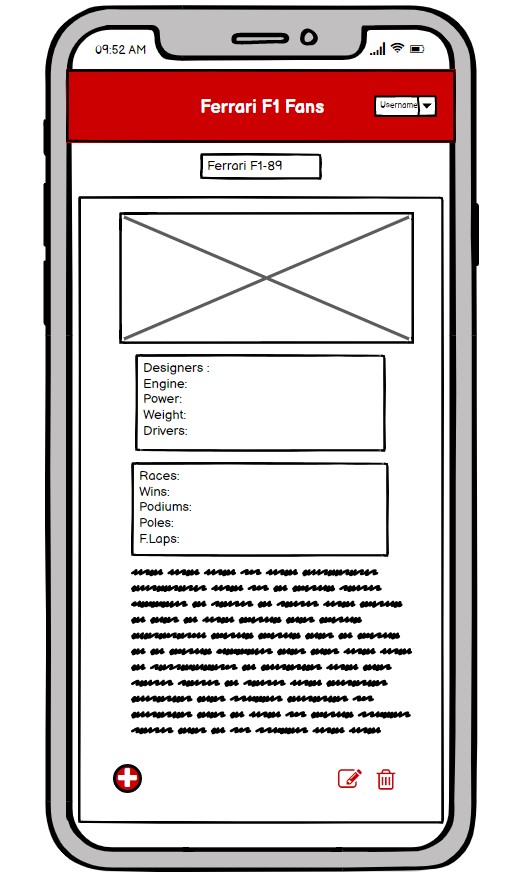 09:52 AM
Ferrari F1 Fans
Username
Ferrari F1-89
Designers :
Engine:
Power:
Weight:
Drivers:
Races:
Wins:
Podiums:
Poles:
F.Laps: